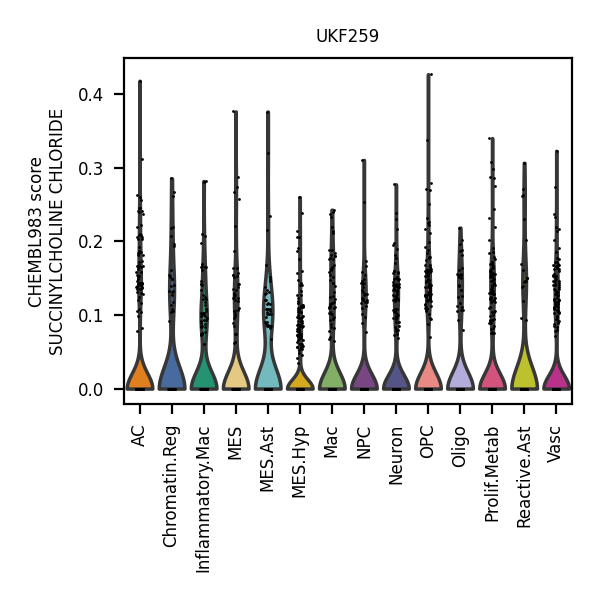 UKF259
CHEMBL983 score
SUCCINYLCHOLINE CHLORIDE
0.4
0.3
0.2
0.1
0.0
AC
Chromatin.Reg
Inflammatory.Mac
MES
MES.Ast
MES.Hyp
Mac
NPC
Neuron
OPC
Oligo
Prolif.Metab
Reactive.Ast
Vasc